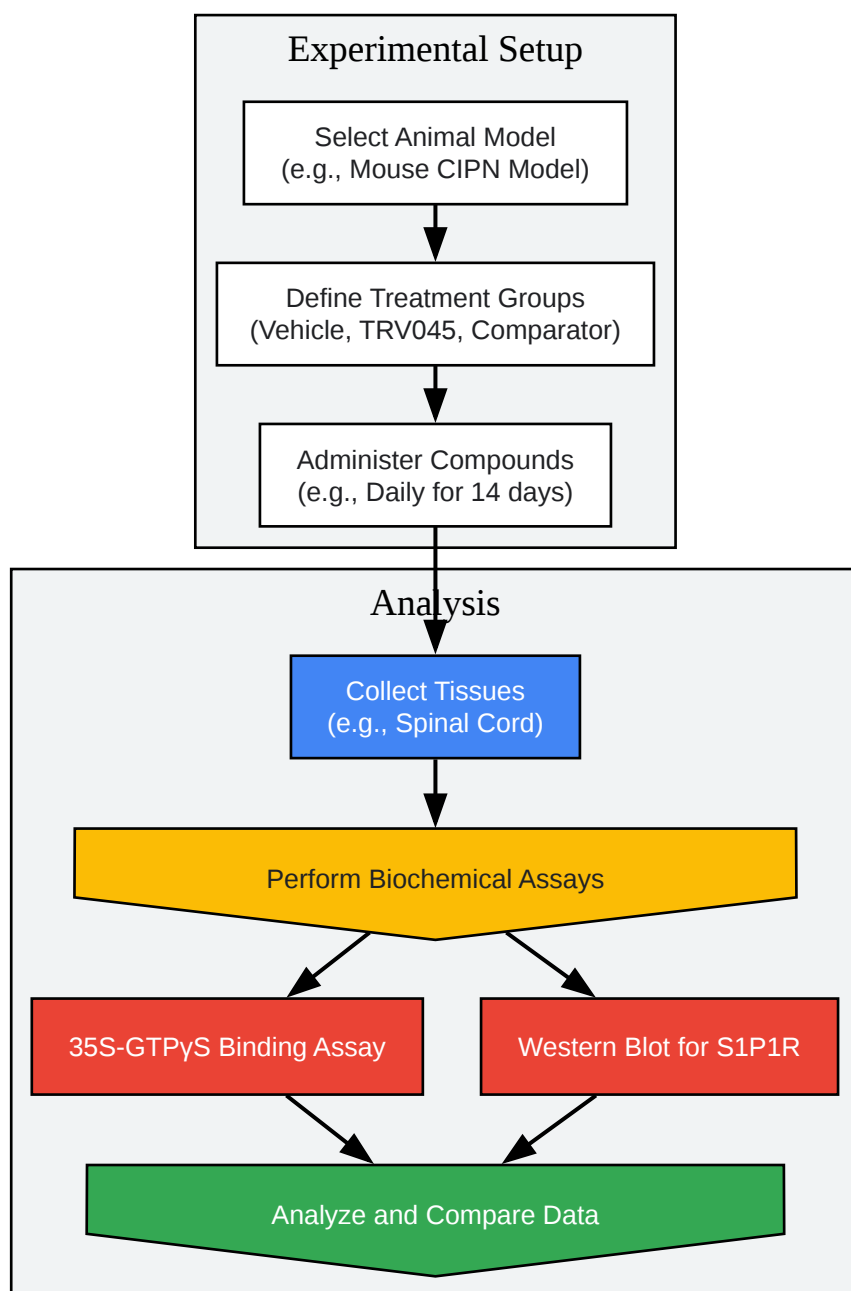 Experimental Setup
Select Animal Model
(e.g., Mouse CIPN Model)
Define Treatment Groups
(Vehicle, TRV045, Comparator)
Administer Compounds
(e.g., Daily for 14 days)
Analysis
Collect Tissues
(e.g., Spinal Cord)
Perform Biochemical Assays
35S-GTPγS Binding Assay
Western Blot for S1P1R
Analyze and Compare Data